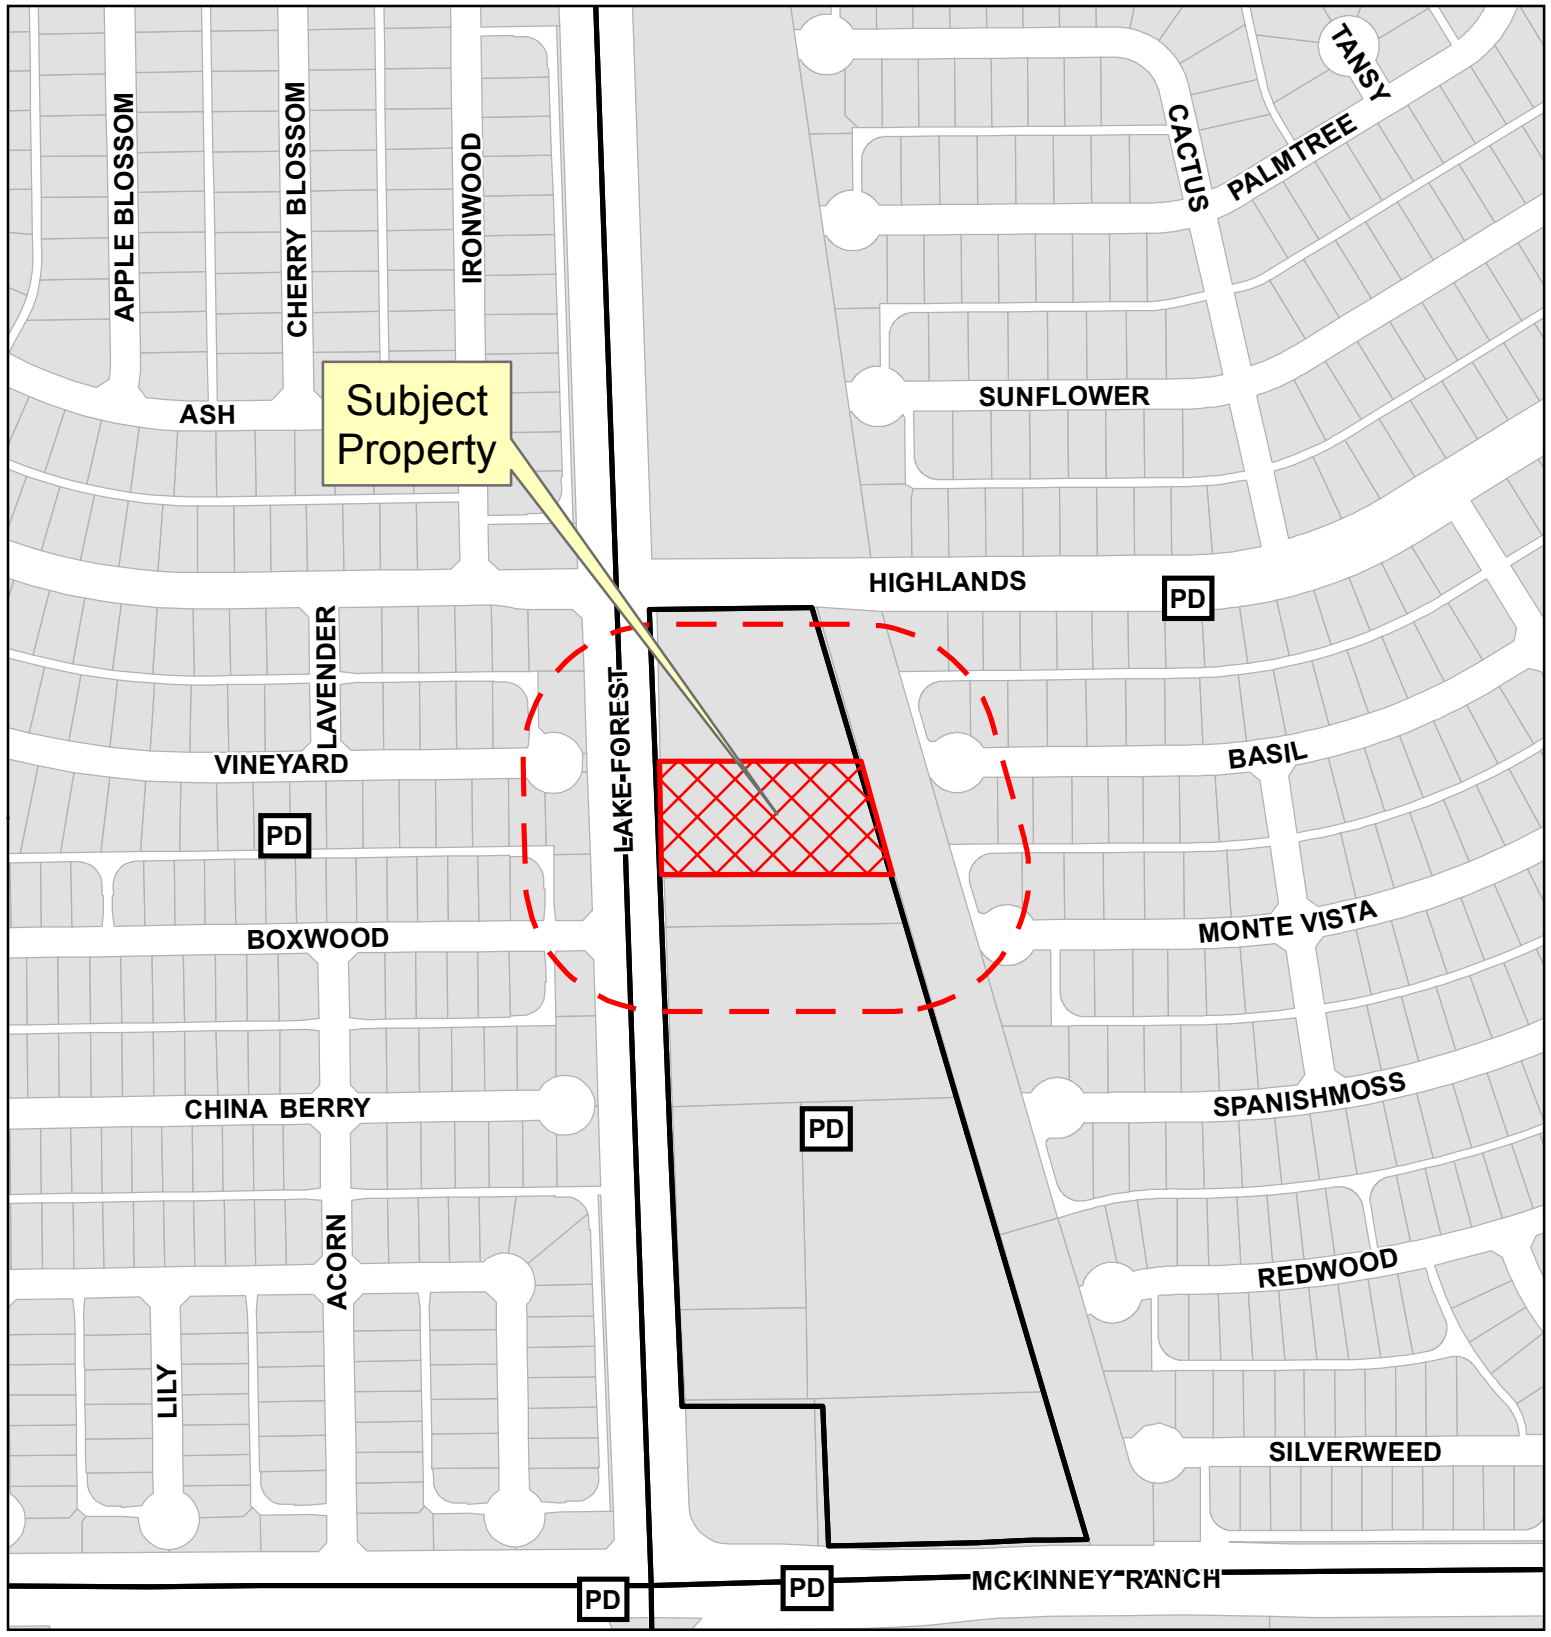 TANSY
PALMTREE
CACTUS
APPLE BLOSSOM
CHERRY BLOSSOM
IRONWOOD
Subject
Property
ASH
SUNFLOWER
HIGHLANDS
PD
LAVENDER
LAKE FOREST
VINEYARD
BASIL
PD
BOXWOOD
MONTE VISTA
CHINA BERRY
SPANISHMOSS
PD
ACORN
REDWOOD
LILY
SILVERWEED
MCKINNEY RANCH
PD
PD